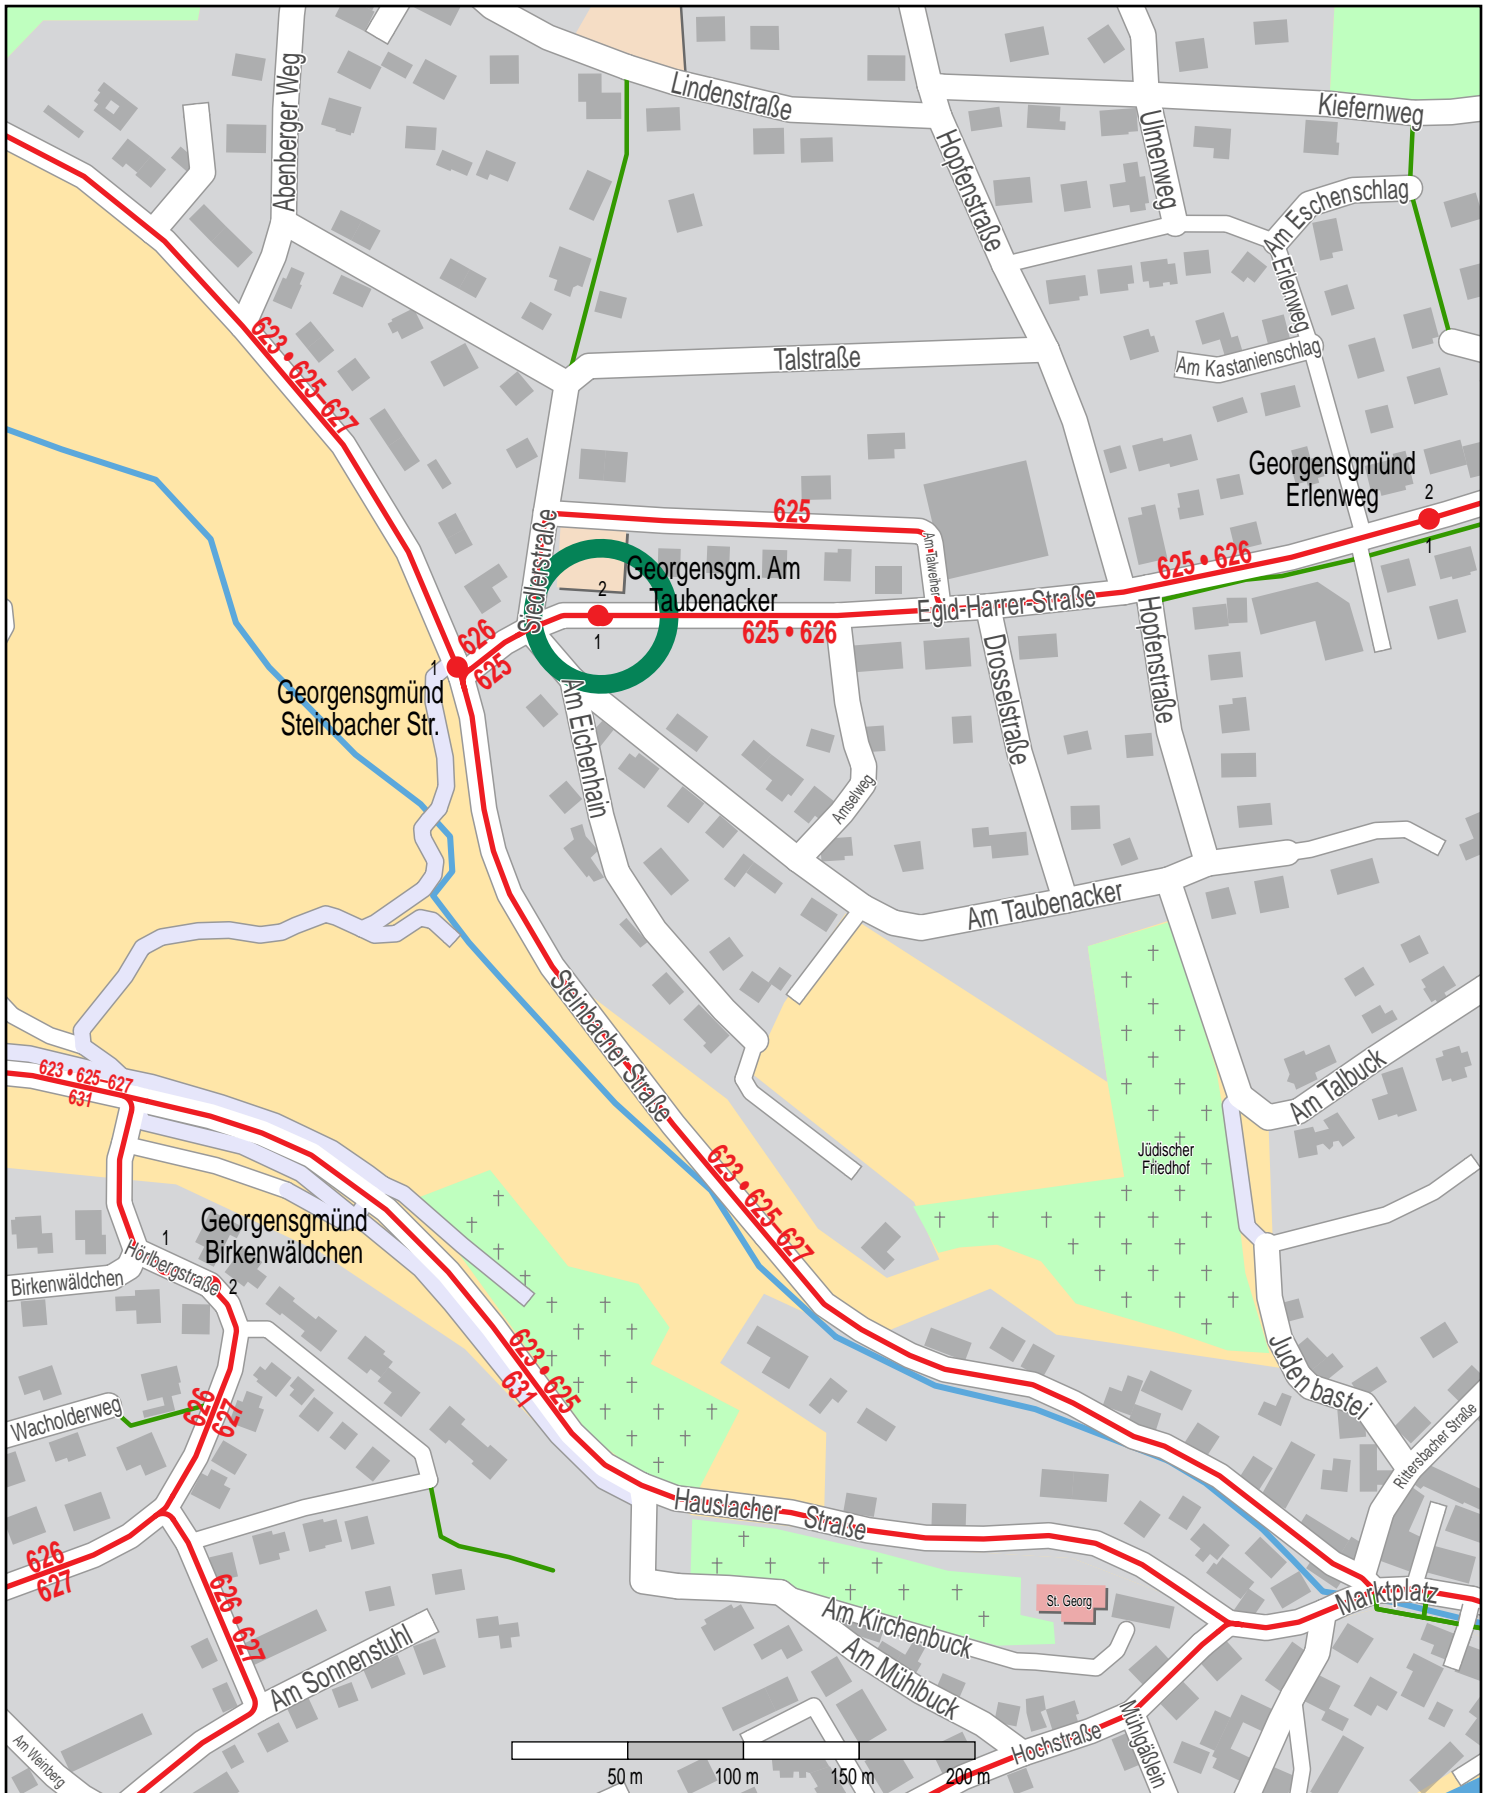 Lindenstraße
Kiefernweg
Abenberger Weg
Hopfenstraße
Ulmenweg
Am Eschenschlag
Erlenweg
Am Kastanienschlag
Talstraße
623 • 625–627
Georgensgmünd
Erlenweg
2
1
625
Siedlerstraße
Am Talweiher
625 • 626
Georgensgm. Am
Taubenacker
2
1
Egid-Harrer-Straße
625 • 626
626
625
1
Georgensgmünd
Steinbacher Str.
Hopfenstraße
Drosselstraße
Am Eichenhain
Amselweg
Am Taubenacker
Steinbacher Straße
623 • 625–627
631
Am Talbuck
Jüdischer
Friedhof
623 • 625–627
Georgensgmünd
Birkenwäldchen
1
2
Hörlbergstraße
Birkenwäldchen
623 • 625
631
Judenbastei
Rittersbacher Straße
Wacholderweg
626
627
Hauslacher Straße
626
627
626 • 627
St. Georg
Marktplatz
Am Kirchenbuck
Am Mühlbuck
Am Sonnenstuhl
Hochstraße
Mühlgäßlein
Am Weinberg
50 m
100 m
150 m
200 m